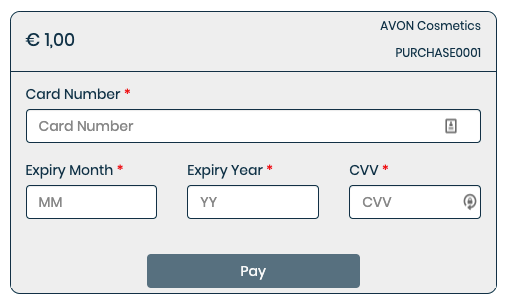 € 1,00
AVON Cosmetics
PURCHASE0001
Card Number *
Card Number
Expiry Month * Expiry Year * CVV *
MM YY CVV
Pay